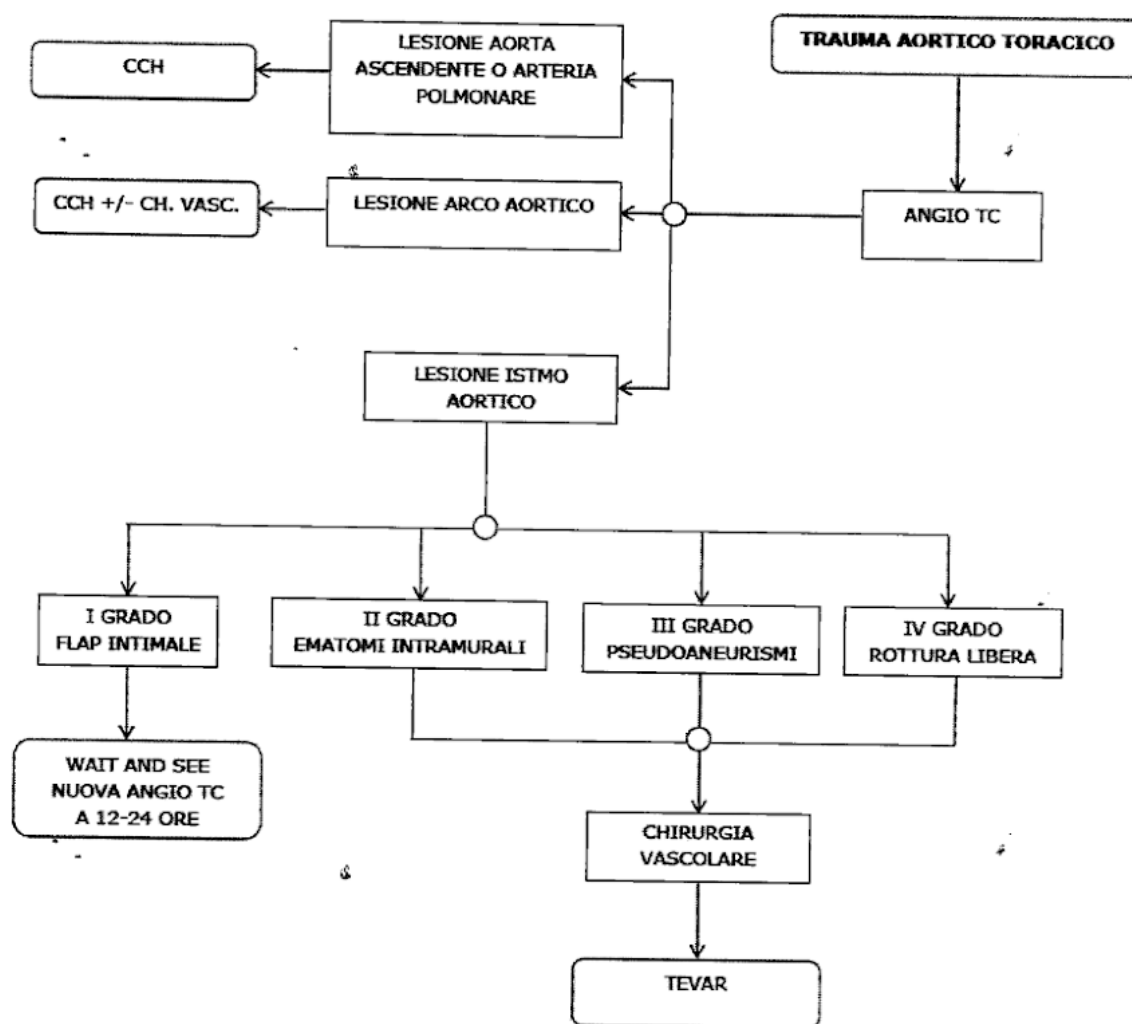 TRAUMA AORTICO TORACICO
ANGIO TC
LESIONE AORTA
ASCENDENTE O ARTERIA
POLMONARE
CCH
LESIONE ARCO AORTICO
CCH +/- CH. VASC.
LESIONE ISTMO
AORTICO
I GRADO
FLAP INTIMALE
II GRADO
EMATOMI INTRAMURALI
III GRADO
PSEUDOANEURISMI
IV GRADO
ROTTURA LIBERA
WAIT AND SEE
NUOVA ANGIO TC
A 12-24 ORE
CHIRURGIA
VASCOLARE
TEVAR